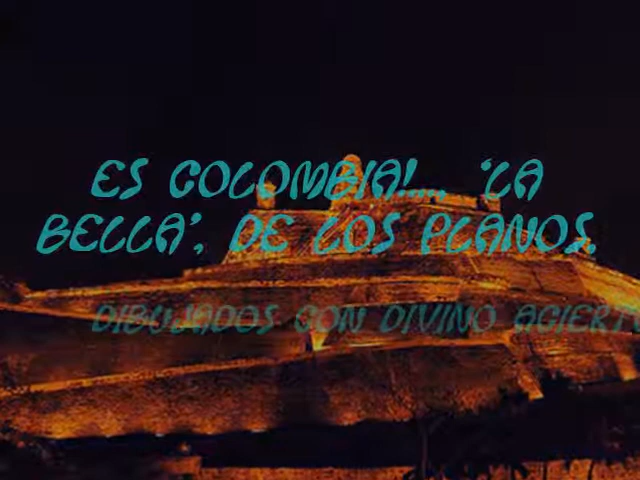 ES COLOMBIA!... 'LA
BELLA', DE LOS PLANOS,
DIBUJADOS CON DIVINO